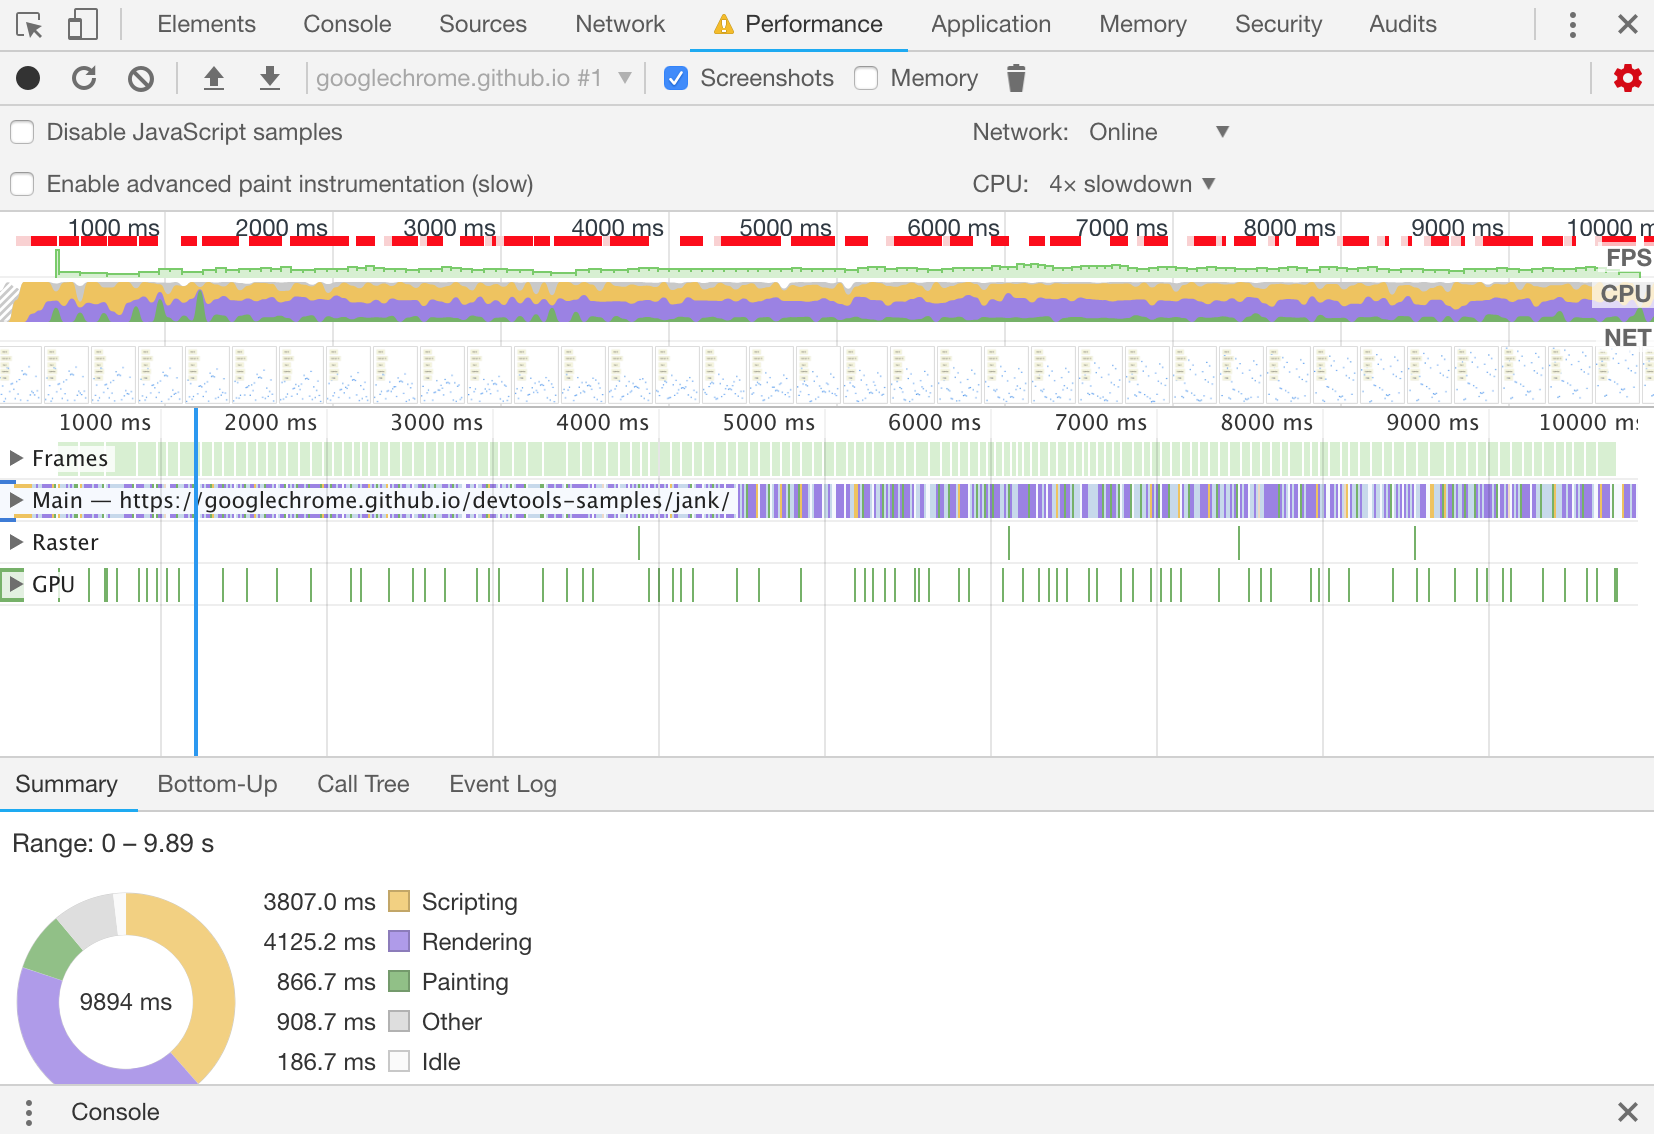 Elements Console Sources Network Performance Application Memory Security Audits
googlechrome.github.io #1 Screenshots Memory
Disable JavaScript samples Network: Online
Enable advanced paint instrumentation (slow) CPU: 4× slowdown
1000 ms 2000 ms 3000 ms 4000 ms 5000 ms 6000 ms 7000 ms 8000 ms 9000 ms 10000 m
FPS
CPU
NET
1000 ms 2000 ms 3000 ms 4000 ms 5000 ms 6000 ms 7000 ms 8000 ms 9000 ms 10000 ms
Frames
Main — https://googlechrome.github.io/devtools-samples/jank/
Raster
GPU
Summary Bottom-Up Call Tree Event Log
Range: 0 – 9.89 s
3807.0 ms Scripting
4125.2 ms Rendering
866.7 ms Painting
908.7 ms Other
186.7 ms Idle
9894 ms
Console